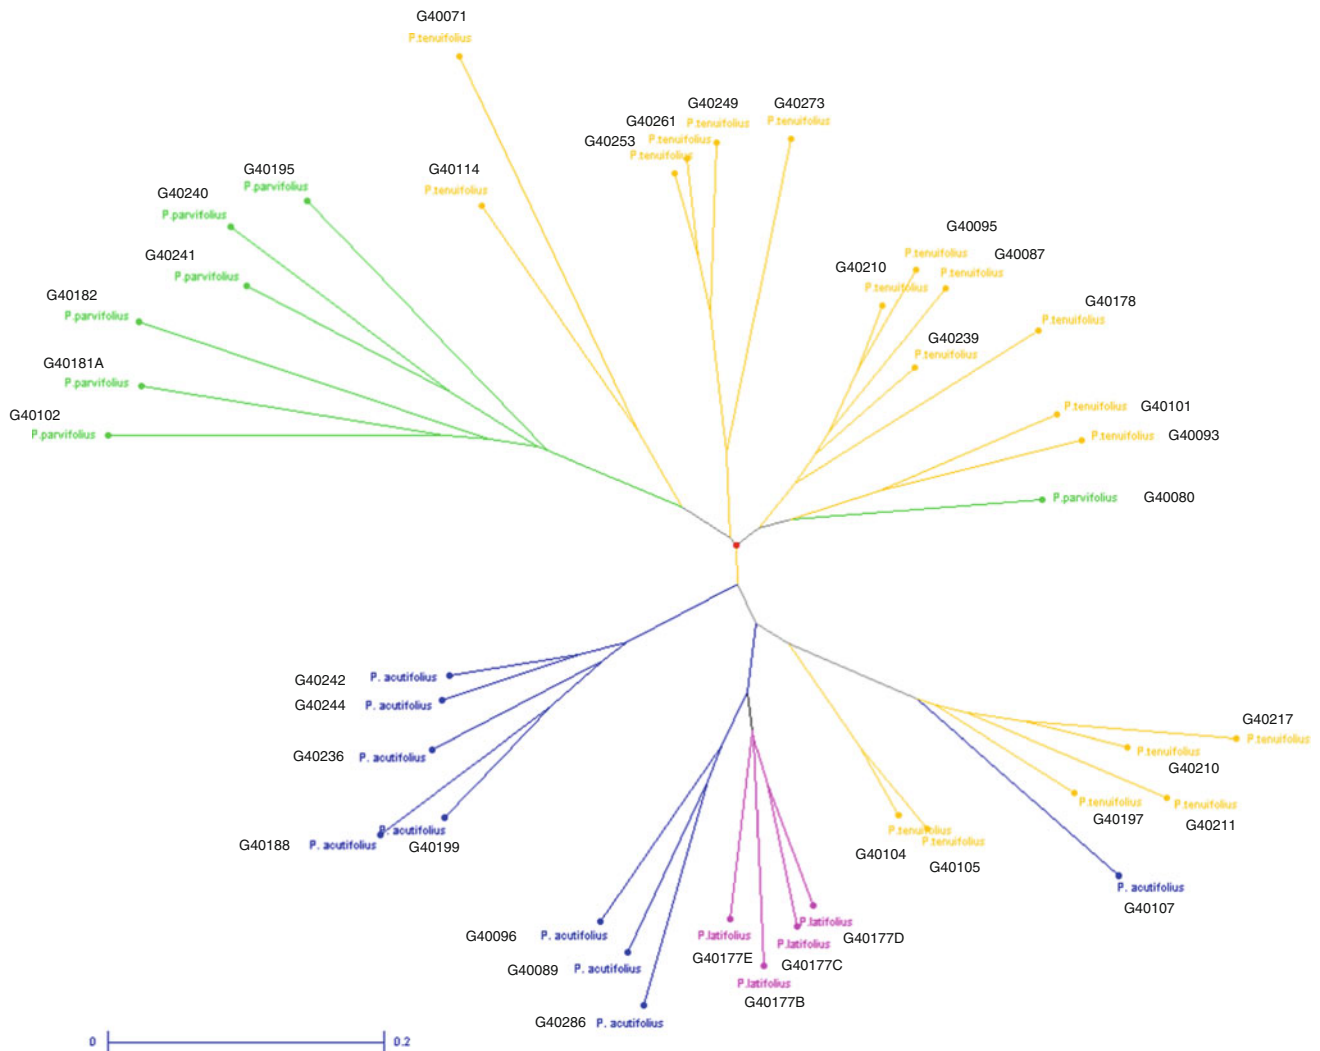 G40071
P.tenuifolius
G40249
P.tenuifolius
G40273
P.tenuifolius
G40261
P.tenuifolius
G40253
P.tenuifolius
G40114
P.tenuifolius
G40195
P.parvifolius
G40240
P.parvifolius
G40241
P.parvifolius
G40182
P.parvifolius
G40181A
P.parvifolius
G40102
P.parvifolius
G40095
P.tenuifolius
G40087
P.tenuifolius
G40210
P.tenuifolius
G40178
P.tenuifolius
G40239
P.tenuifolius
P.tenuifolius G40101
P.tenuifolius G40093
P.parvifolius G40080
G40242 P. acutifolius
G40244 P. acutifolius
G40236 P. acutifolius
P. acutifolius
G40199
G40188 P. acutifolius
G40217
P.tenuifolius
P.tenuifolius
G40210
P.tenuifolius
G40197
P.tenuifolius
G40211
P.tenuifolius
G40104
P.tenuifolius
G40105
P. acutifolius
G40107
G40096 P. acutifolius
G40089 P. acutifolius
G40286 P. acutifolius
P.latifolius
G40177E
P.latifolius
G40177D
P.latifolius
G40177C
P.latifolius
G40177B
0 0.2